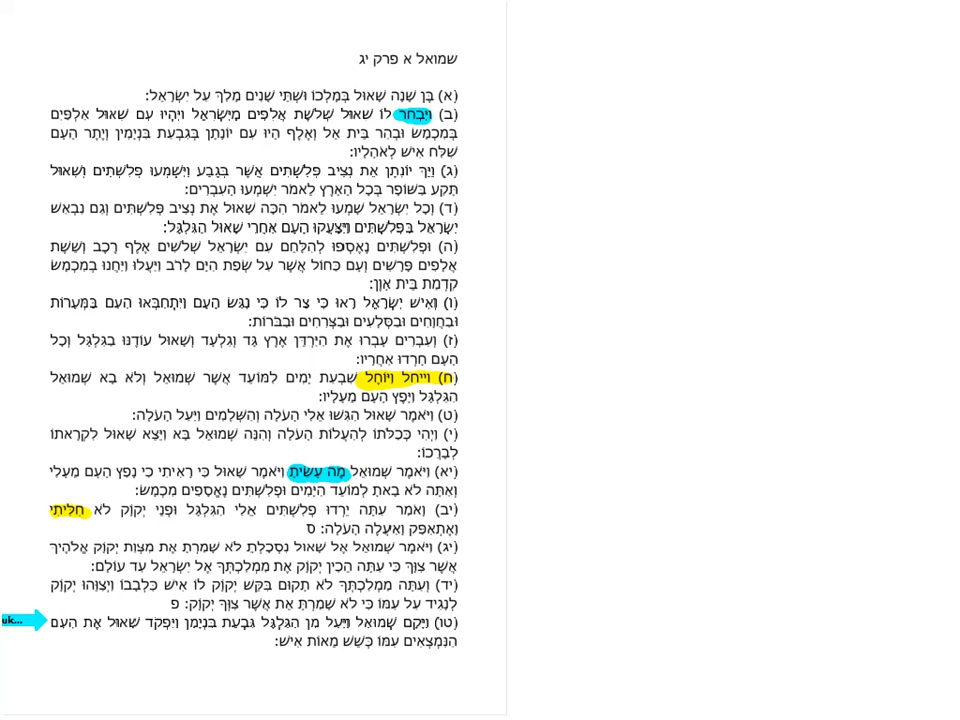 שמואל א פרק יג
(א) בֶּן שָׁנָה שָׁאוּל בְּמָלְכוֹ וּשְׁתֵּי שָׁנִים מָלַךְ עַל יִשְׂרָאֵל:
(ב) וַיִּבְחַר לוֹ שָׁאוּל שְׁלֹשֶׁת אֲלָפִים מִיִּשְׂרָאֵל וַיִּהְיוּ עִם שָׁאוּל אַלְפַּיִם
בְּמִכְמָשׂ וּבְהַר בֵּית אֵל וְאֶלֶף הָיוּ עִם יוֹנָתָן בְּגִבְעַת בִּנְיָמִין וְיֶתֶר הָעָם
שִׁלַּח אִישׁ לְאֹהָלָיו:
(ג) וַיַּךְ יוֹנָתָן אֵת נְצִיב פְּלִשְׁתִּים אֲשֶׁר בְּגֶבַע וַיִּשְׁמְעוּ פְּלִשְׁתִּים וְשָׁאוּל
תָּקַע בַּשּׁוֹפָר בְּכָל הָאָרֶץ לֵאמֹר יִשְׁמְעוּ הָעִבְרִים:
(ד) וְכָל יִשְׂרָאֵל שָׁמְעוּ לֵאמֹר הִכָּה שָׁאוּל אֶת נְצִיב פְּלִשְׁתִּים וְגַם נִבְאַשׁ
יִשְׂרָאֵל בַּפְּלִשְׁתִּים וַיִּצָּעֲקוּ הָעָם אַחֲרֵי שָׁאוּל הַגִּלְגָּל:
(ה) וּפְלִשְׁתִּים נֶאֶסְפוּ לְהִלָּחֵם עִם יִשְׂרָאֵל שְׁלֹשִׁים אֶלֶף רֶכֶב וְשֵׁשֶׁת
אֲלָפִים פָּרָשִׁים וְעָם כַּחוֹל אֲשֶׁר עַל שְׂפַת הַיָּם לָרֹב וַיַּעֲלוּ וַיַּחֲנוּ בְמִכְמָשׂ
קִדְמַת בֵּית אָוֶן:
(ו) וְאִישׁ יִשְׂרָאֵל רָאוּ כִּי צַר לוֹ כִּי נִגַּשׂ הָעָם וַיִּתְחַבְּאוּ הָעָם בַּמְּעָרוֹת
וּבַחֲוָחִים וּבַסְּלָעִים וּבַצְּרִחִים וּבַבֹּרוֹת:
(ז) וְעִבְרִים עָבְרוּ אֶת הַיַּרְדֵּן אֶרֶץ גָּד וְגִלְעָד וְשָׁאוּל עוֹדֶנּוּ בַגִּלְגָּל וְכָל
הָעָם חָרְדוּ אַחֲרָיו:
(ח) וייחל וַיּוֹחֶל שִׁבְעַת יָמִים לַמּוֹעֵד אֲשֶׁר שְׁמוּאֵל וְלֹא בָא שְׁמוּאֵל
הַגִּלְגָּל וַיָּפֶץ הָעָם מֵעָלָיו:
(ט) וַיֹּאמֶר שָׁאוּל הַגִּשׁוּ אֵלַי הָעֹלָה וְהַשְּׁלָמִים וַיַּעַל הָעֹלָה:
(י) וַיְהִי כְּכַלֹּתוֹ לְהַעֲלוֹת הָעֹלָה וְהִנֵּה שְׁמוּאֵל בָּא וַיֵּצֵא שָׁאוּל לִקְרָאתוֹ
לְבָרֲכוֹ:
(יא) וַיֹּאמֶר שְׁמוּאֵל מֶה עָשִׂיתָ וַיֹּאמֶר שָׁאוּל כִּי רָאִיתִי כִי נָפַץ הָעָם מֵעָלַי
וְאַתָּה לֹא בָאתָ לְמוֹעֵד הַיָּמִים וּפְלִשְׁתִּים נֶאֱסָפִים מִכְמָשׂ:
(יב) וָאֹמַר עַתָּה יֵרְדוּ פְלִשְׁתִּים אֵלַי הַגִּלְגָּל וּפְנֵי יְקֹוָק לֹא חִלִּיתִי
וָאֶתְאַפַּק וָאַעֲלֶה הָעֹלָה: ס
(יג) וַיֹּאמֶר שְׁמוּאֵל אֶל שָׁאוּל נִסְכָּלְתָּ לֹא שָׁמַרְתָּ אֶת מִצְוַת יְקֹוָק אֱלֹהֶיךָ
אֲשֶׁר צִוָּךְ כִּי עַתָּה הֵכִין יְקֹוָק אֶת מַמְלַכְתְּךָ אֶל יִשְׂרָאֵל עַד עוֹלָם:
(יד) וְעַתָּה מַמְלַכְתְּךָ לֹא תָקוּם בִּקֵּשׁ יְקֹוָק לוֹ אִישׁ כִּלְבָבוֹ וַיְצַוֵּהוּ יְקֹוָק
לְנָגִיד עַל עַמּוֹ כִּי לֹא שָׁמַרְתָּ אֵת אֲשֶׁר צִוְּךָ יְקֹוָק: פ
uk...
(טו) וַיָּקָם שְׁמוּאֵל וַיַּעַל מִן הַגִּלְגָּל גִּבְעַת בִּנְיָמִן וַיִּפְקֹד שָׁאוּל אֶת הָעָם
הַנִּמְצְאִים עִמּוֹ כְּשֵׁשׁ מֵאוֹת אִישׁ: